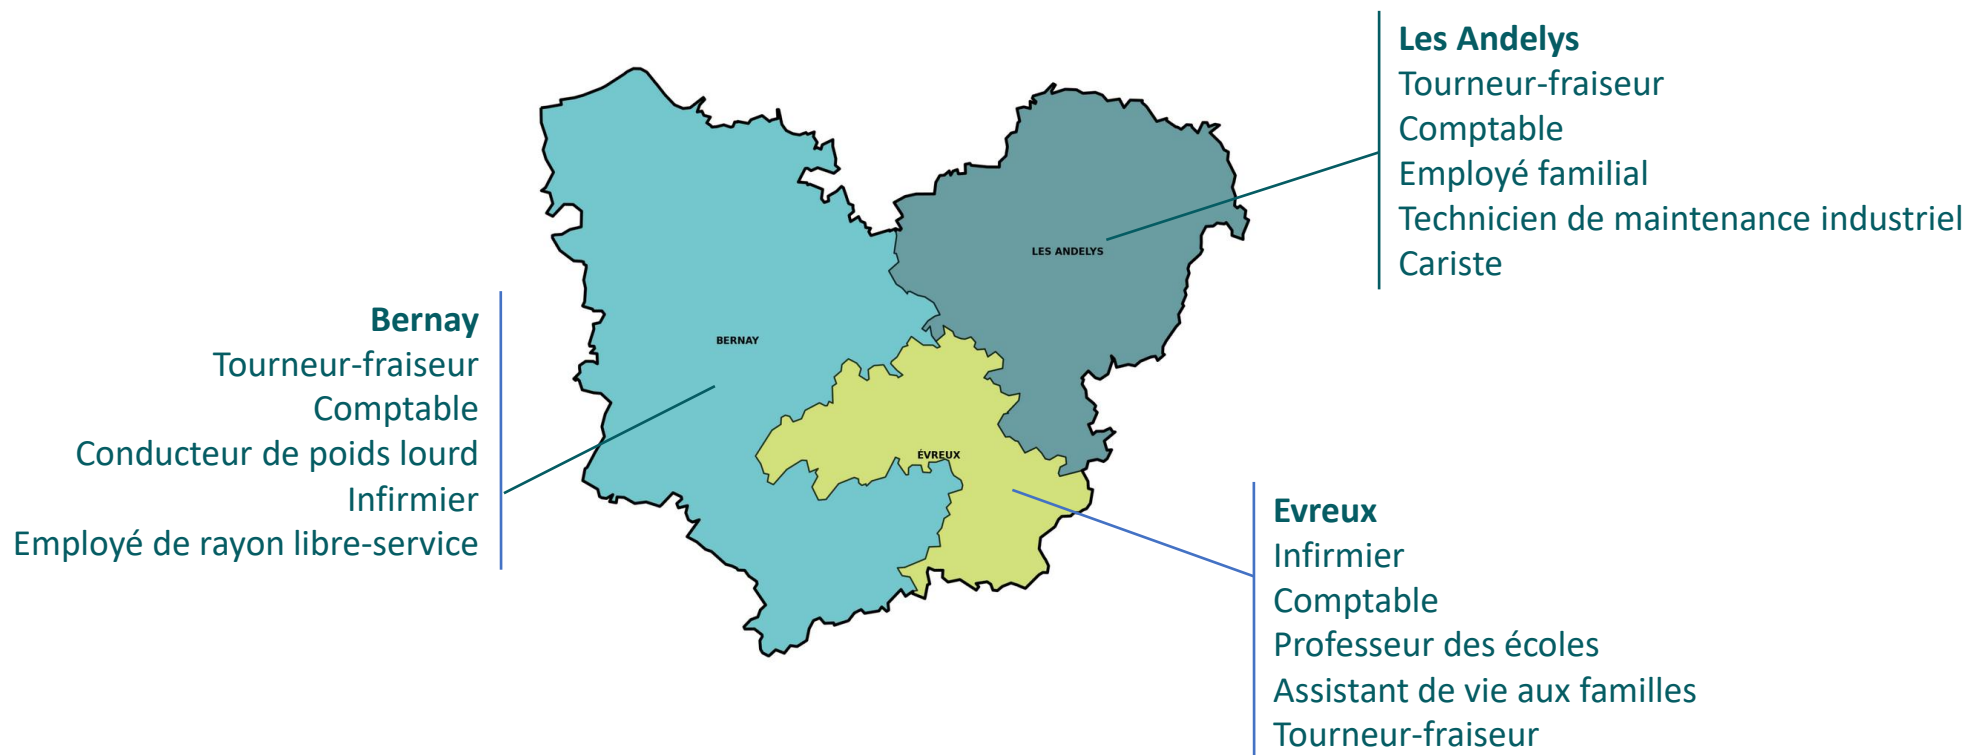 Les Andelys
Tourneur-fraiseur
Comptable
Employé familial
Technicien de maintenance industriel
Cariste
LES ANDELYS
Bernay
Tourneur-fraiseur
Comptable
Conducteur de poids lourd
Infirmier
Employé de rayon libre-service
BERNAY
ÉVREUX
Evreux
Infirmier
Comptable
Professeur des écoles
Assistant de vie aux familles
Tourneur-fraiseur